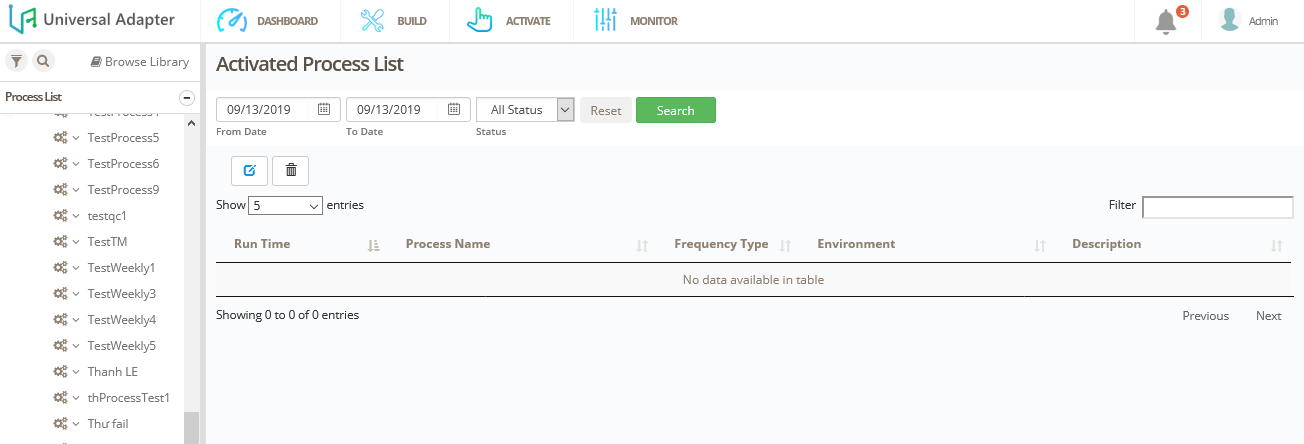 Universal Adapter
DASHBOARD
BUILD
ACTIVATE
MONITOR
3
Admin
Browse Library
Process List
TestProcess5
TestProcess6
TestProcess9
testqc1
TestTM
TestWeekly1
TestWeekly3
TestWeekly4
TestWeekly5
Thanh LE
thProcessTest1
Thư fail
Activated Process List
09/13/2019 09/13/2019 All Status Reset Search
From Date To Date Status
Show 5 entries Filter
Run Time Process Name Frequency Type Environment Description
No data available in table
Showing 0 to 0 of 0 entries Previous Next